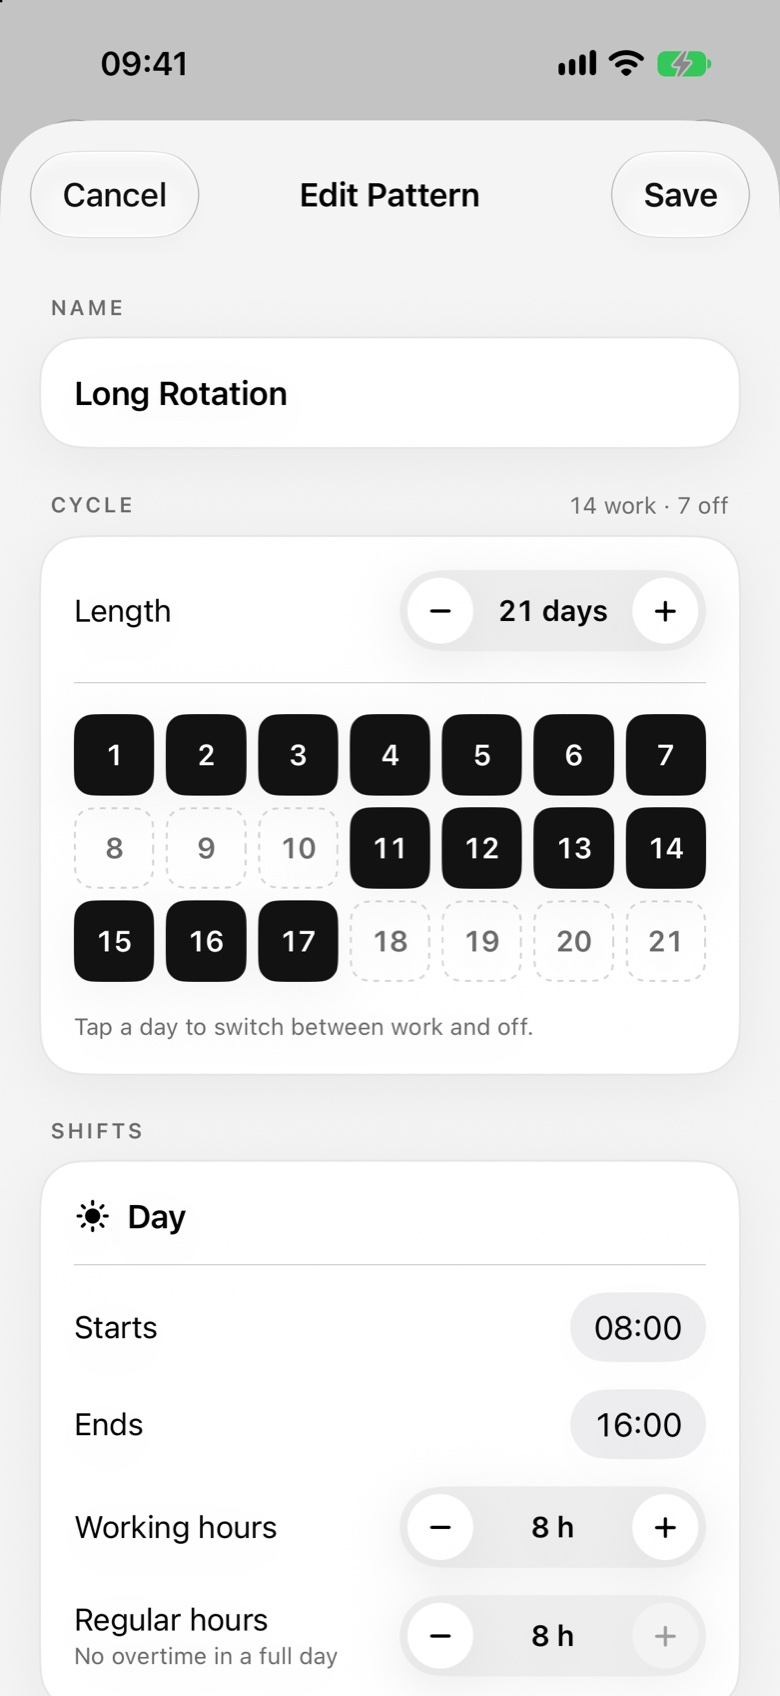 09:41
Cancel
Edit Pattern
Save
NAME
Long Rotation
CYCLE
14 work · 7 off
Length
− 21 days +
1 2 3 4 5 6 7
8 9 10 11 12 13 14
15 16 17 18 19 20 21
Tap a day to switch between work and off.
SHIFTS
Day
Starts
08:00
Ends
16:00
Working hours
− 8 h +
Regular hours
No overtime in a full day
− 8 h +